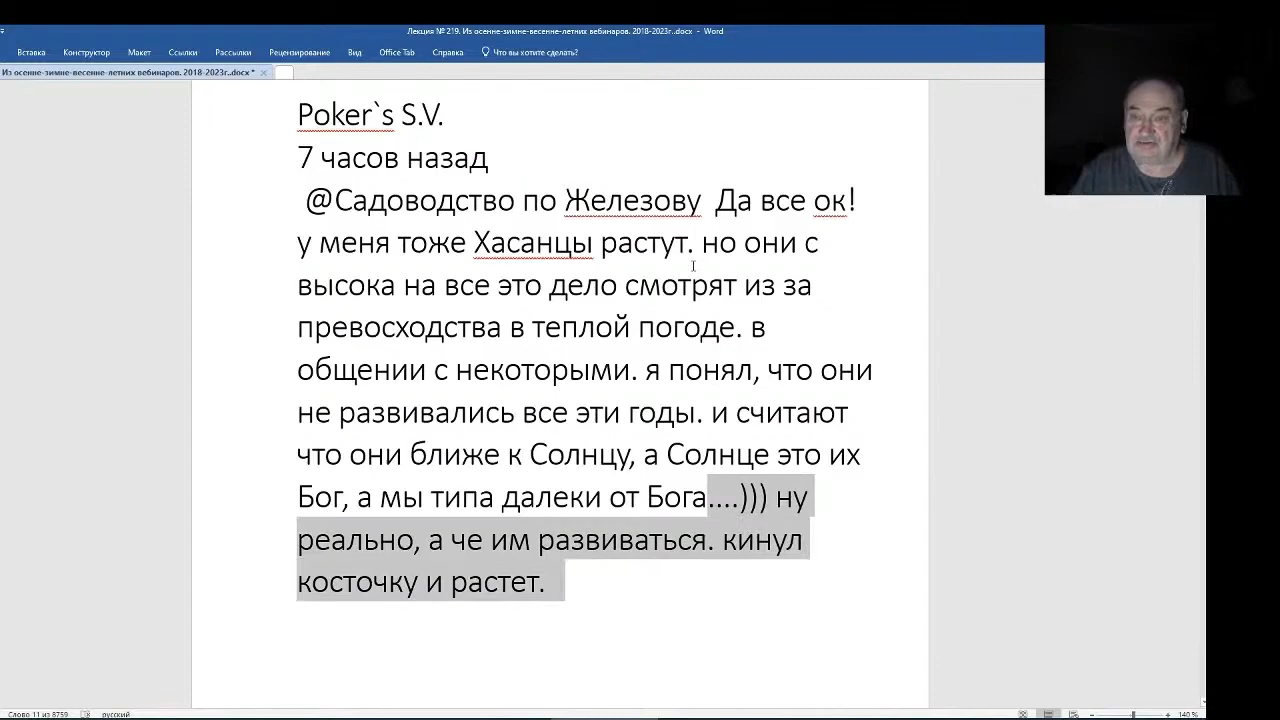 Лекция № 219. Из осенне-зимне-весенне-летних вебинаров. 2018-2023г..docx - Word
Вставка Конструктор Макет Ссылки Рассылки Рецензирование Вид Office Tab Справка Что вы хотите сделать?
Из осенне-зимне-весенне-летних вебинаров. 2018-2023г..docx *
Poker`s S.V.
7 часов назад
@Садоводство по Железову Да все ок!
у меня тоже Хасанцы растут. но они с
высока на все это дело смотрят из за
превосходства в теплой погоде. в
общении с некоторыми. я понял, что они
не развивались все эти годы. и считают
что они ближе к Солнцу, а Солнце это их
Бог, а мы типа далеки от Бога....))) ну
реально, а че им развиваться. кинул
косточку и растет.
Слово 11 из 8759 русский 140 %